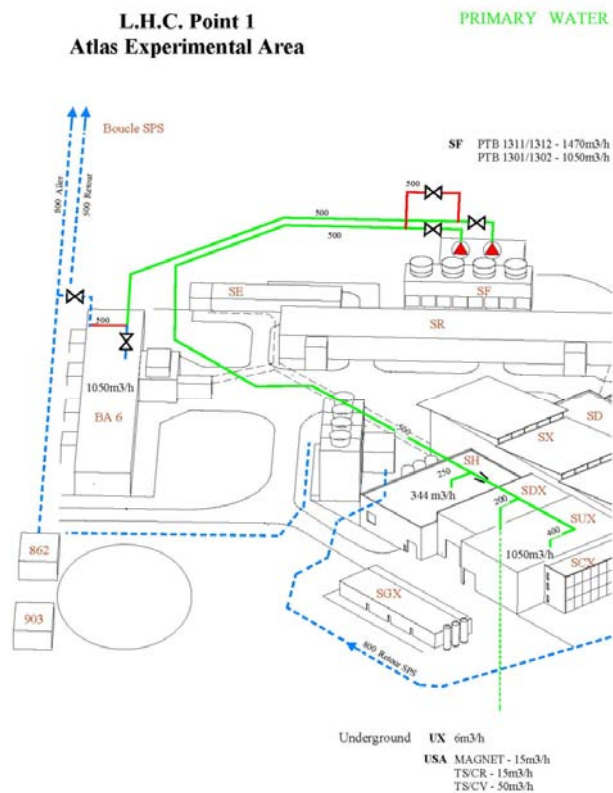 L.H.C. Point 1
Atlas Experimental Area
PRIMARY WATER
Boucle SPS
SF PTB 1311/1312 - 1470m3/h
PTB 1301/1302 - 1050m3/h
500
500
500
500 Retour
SE
SF
SR
500
1050m3/h
BA 6
500
SD
SX
SH
250
344 m3/h
SDX
200
SUX
400
1050m3/h
SCX
862
903
SGX
800 Retour SPS
Underground UX 6m3/h
USA MAGNET - 15m3/h
TS/CR - 15m3/h
TS/CV - 50m3/h